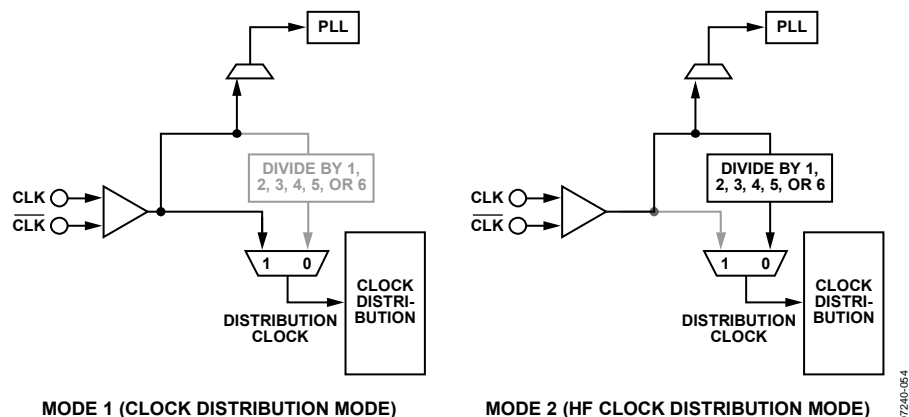 PLL
DIVIDE BY 1,
2, 3, 4, 5, OR 6
CLK
CLK
1 0
CLOCK
DISTRI-
BUTION
DISTRIBUTION
CLOCK
MODE 1 (CLOCK DISTRIBUTION MODE)
PLL
DIVIDE BY 1,
2, 3, 4, 5, OR 6
CLK
CLK
1 0
CLOCK
DISTRI-
BUTION
DISTRIBUTION
CLOCK
MODE 2 (HF CLOCK DISTRIBUTION MODE)
7240-054